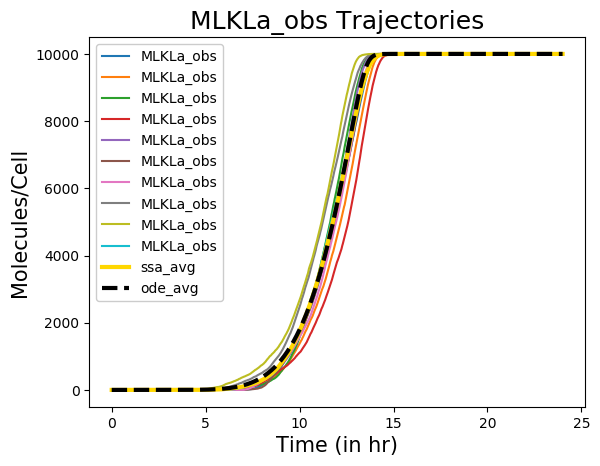 MLKLa_obs Trajectories
Molecules/Cell
10000
8000
6000
4000
2000
0
MLKLa_obs
MLKLa_obs
MLKLa_obs
MLKLa_obs
MLKLa_obs
MLKLa_obs
MLKLa_obs
MLKLa_obs
MLKLa_obs
MLKLa_obs
ssa_avg
ode_avg
0 5 10 15 20 25
Time (in hr)